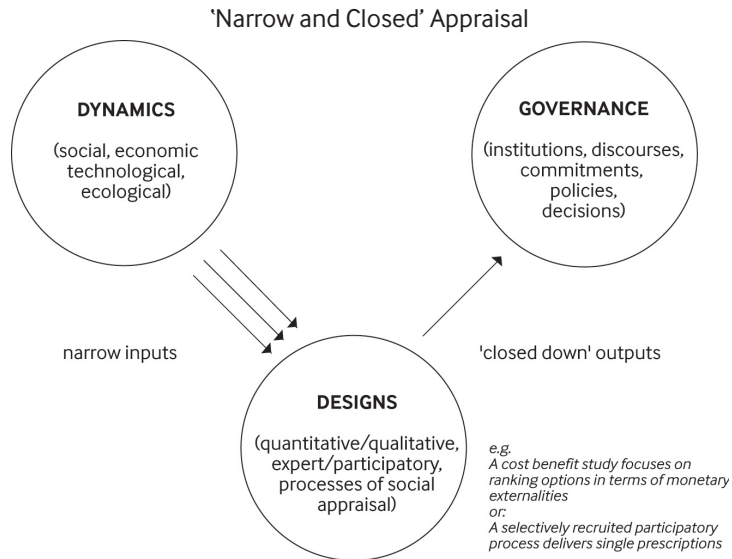 ‘Narrow and Closed’ Appraisal
DYNAMICS
(social, economic
technological,
ecological)
GOVERNANCE
(institutions, discourses,
commitments,
policies,
decisions)
narrow inputs
'closed down' outputs
DESIGNS
(quantitative/qualitative,
expert/participatory,
processes of social
appraisal)
e.g.
A cost benefit study focuses on
ranking options in terms of monetary
externalities
or:
A selectively recruited participatory
process delivers single prescriptions